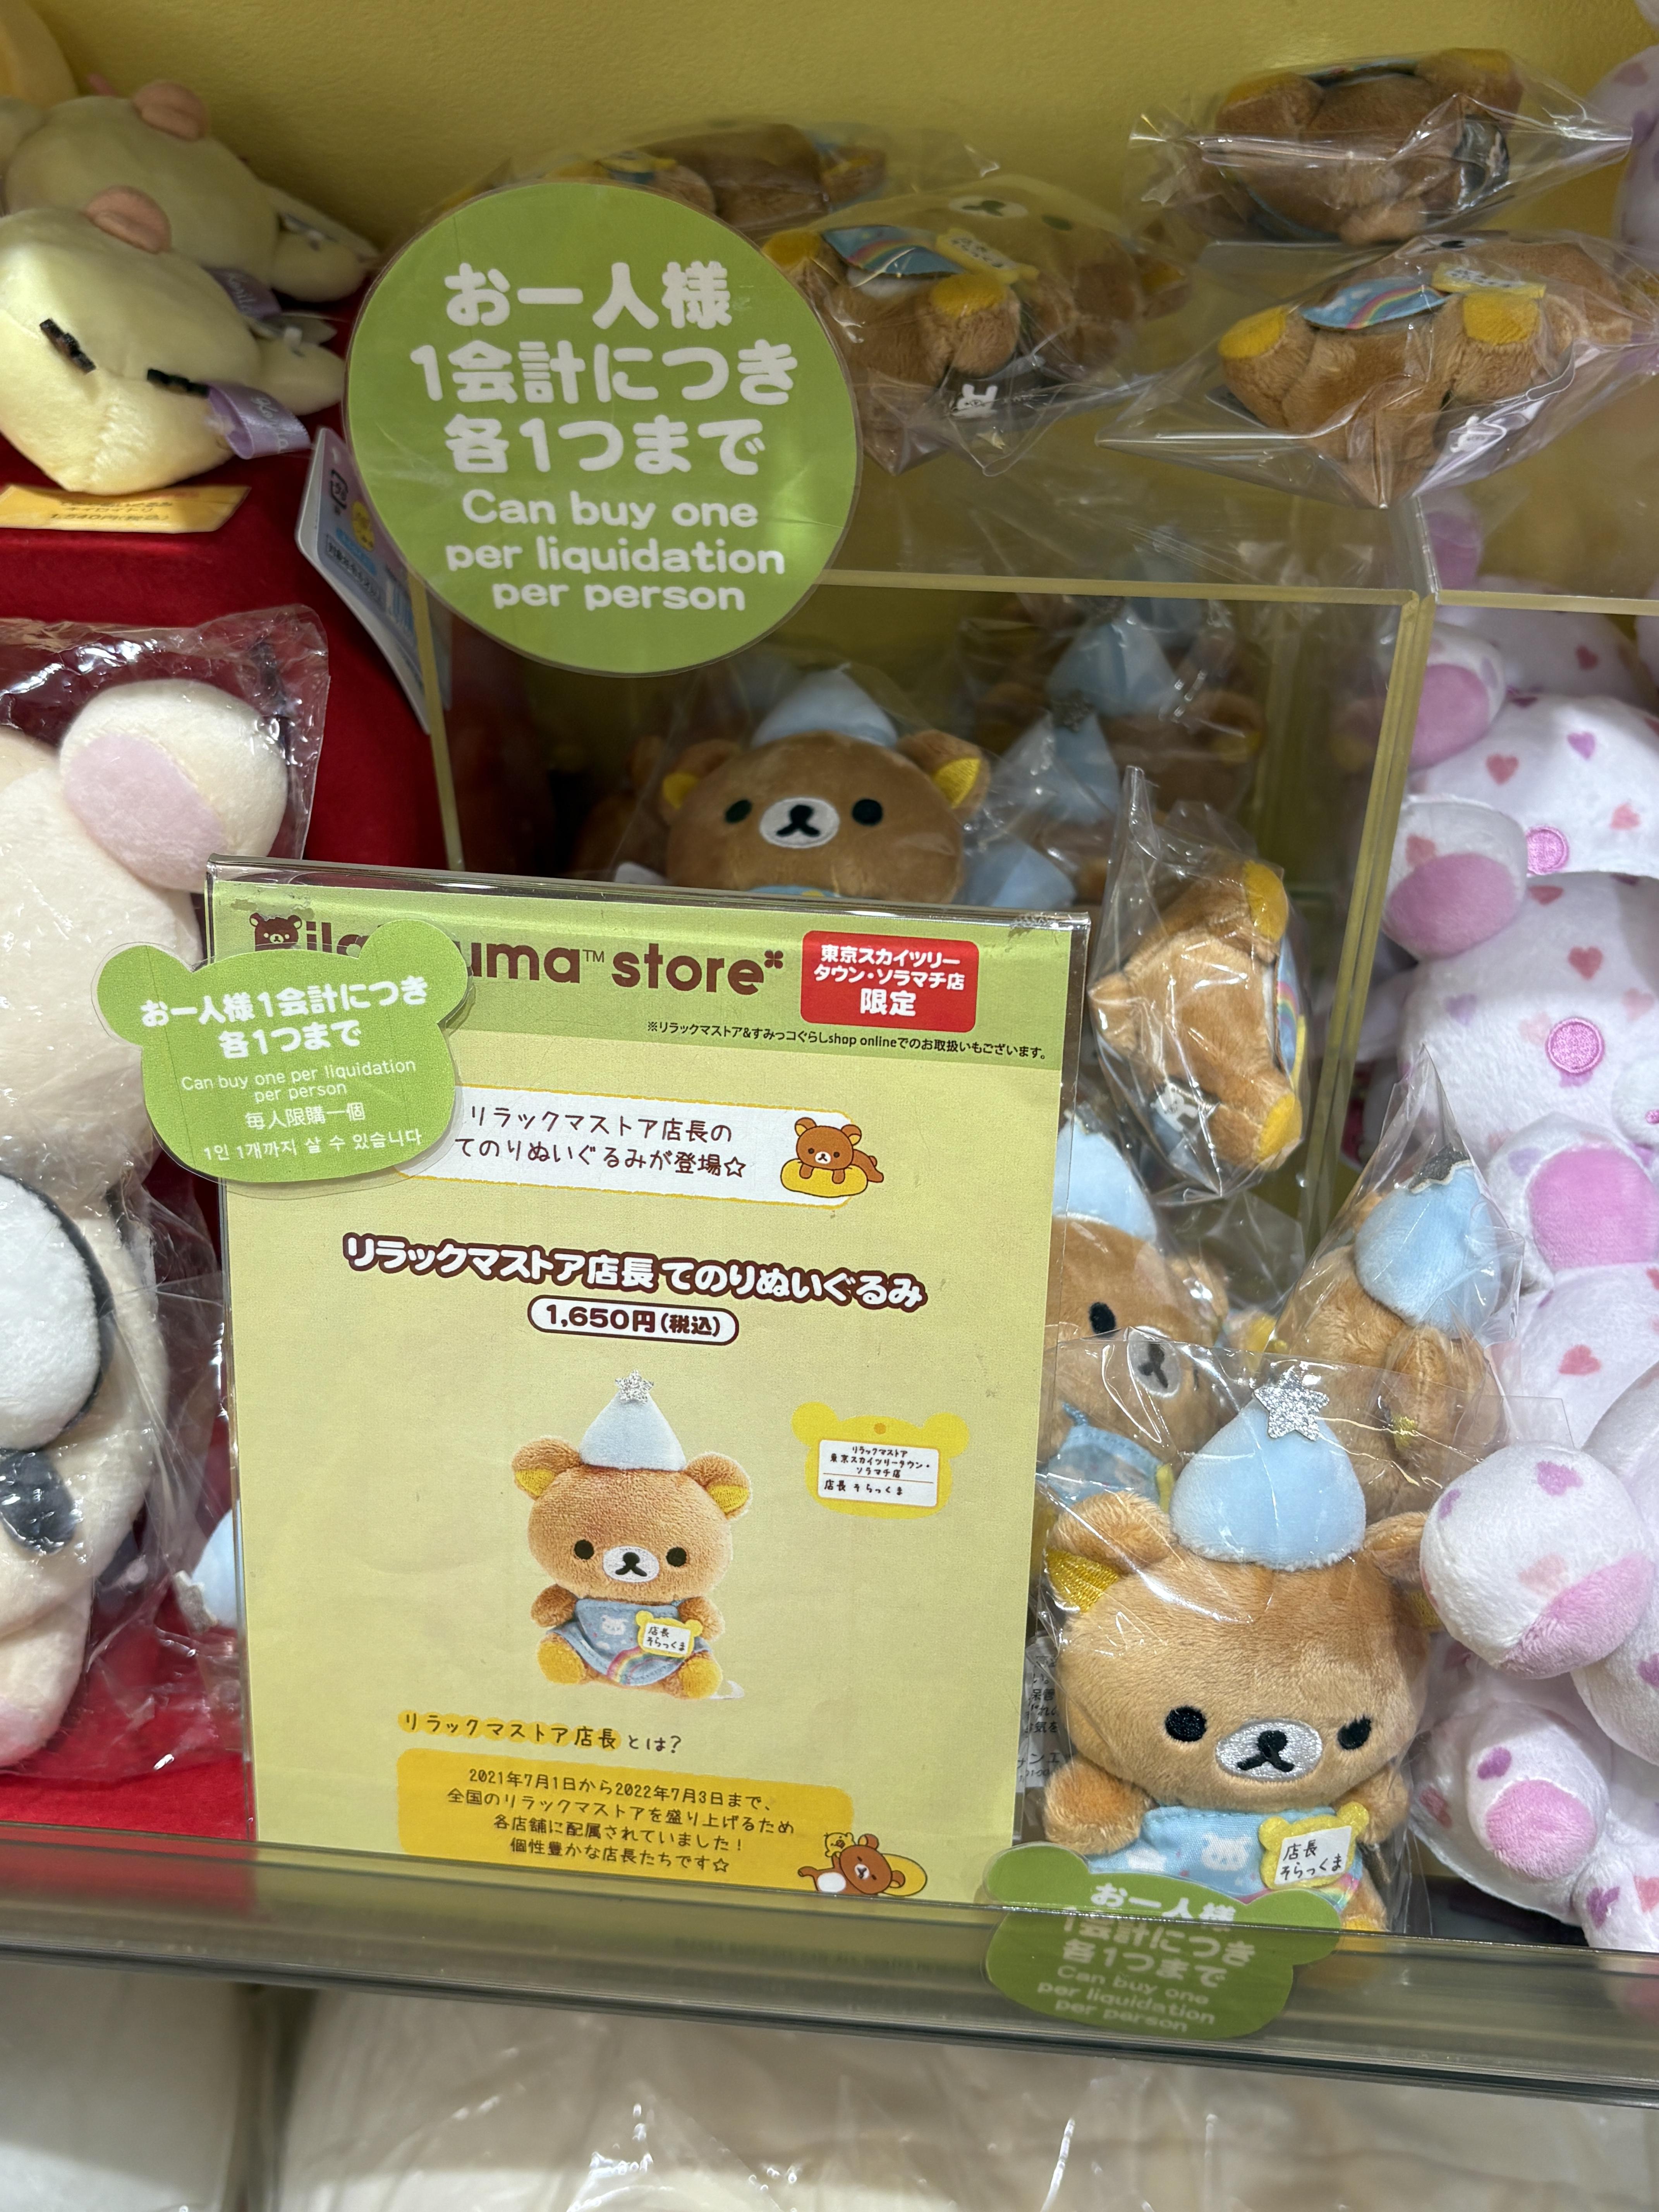 お一人様
1会計につき
各1つまで
Can buy one
per liquidation
per person
uma™ store
東京スカイツリー
タウン・ソラマチ店
限定
※リラックマストア&すみっコぐらしshop onlineでのお取扱いもございます。
お一人様1会計につき
各1つまで
Can buy one per liquidation
per person
毎人限購一個
1인 1개까지 살 수 있습니다
リラックマストア店長の
てのりぬいぐるみが登場☆
リラックマストア店長 てのりぬいぐるみ
1,650円(税込)
リラックマストア
東京スカイツリータウン・
ソラマチ店
店長 そらっくま
店長
そらっくま
リラックマストア店長とは?
2021年7月1日から2022年7月3日まで、
全国のリラックマストアを盛り上げるため
各店舗に配属されていました!
個性豊かな店長たちです☆
店長
そらっくま
お一人様
1会計につき
各1つまで
Can buy one
per liquidation
per person